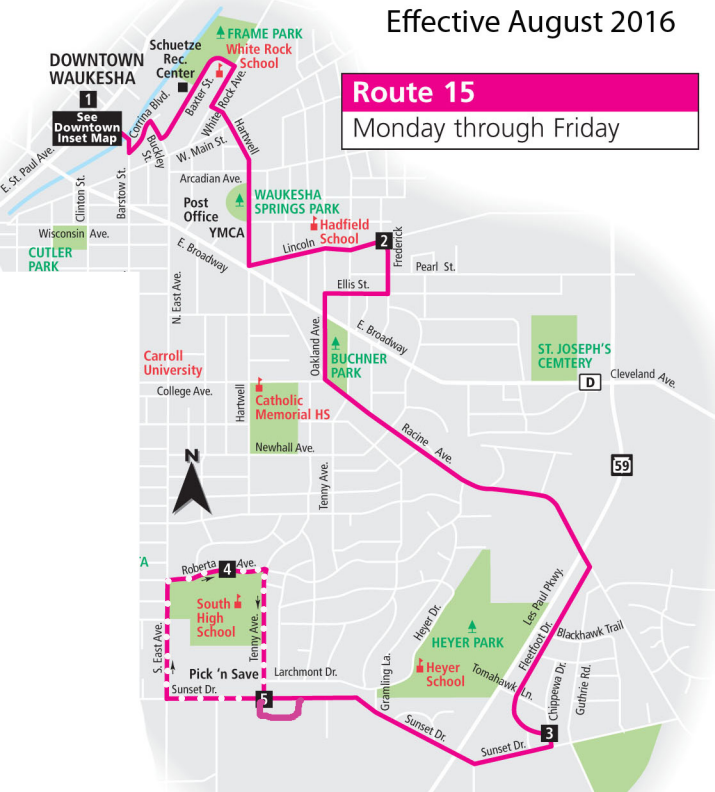 Effective August 2016
Route 15
Monday through Friday
FRAME PARK
White Rock
School
Schuetze
Rec.
Center
DOWNTOWN
WAUKESHA
1
See
Downtown
Inset Map
Corrina Blvd.
Baxter St.
White Rock Ave.
Buckley
St.
W. Main St.
Hartwell
E. St. Paul Ave.
Clinton St.
Barstow St.
Arcadian Ave.
Post
Office
YMCA
WAUKESHA
SPRINGS PARK
Hadfield
School
Lincoln
2
Frederick
Wisconsin Ave.
CUTLER
PARK
E. Broadway
Pearl St.
Ellis St.
N. East Ave.
Oakland Ave.
E. Broadway
BUCHNER
PARK
ST. JOSEPH'S
CEMTERY
D
Cleveland Ave.
Carroll
University
College Ave.
Hartwell
Catholic
Memorial HS
Newhall Ave.
Racine Ave.
59
N
Tenny Ave.
TA
Roberta Ave.
4
South
High
School
S. East Ave.
Tenny Ave.
Pick 'n Save
Sunset Dr.
Larchmont Dr.
5
Gramling La.
Heyer Dr.
HEYER PARK
Heyer
School
Les Paul Pkwy.
Fleetfoot Dr.
Blackhawk Trail
Tomahawk Ln.
Chippewa Dr.
Guthrie Rd.
3
Sunset Dr.
Sunset Dr.